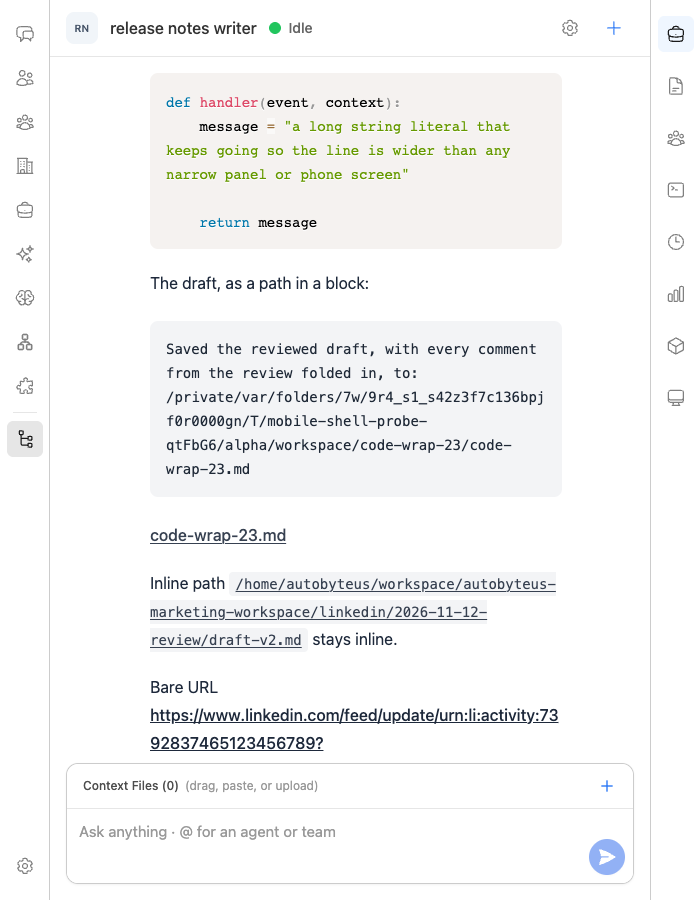 RN release notes writer Idle
def handler(event, context):
    message = "a long string literal that
keeps going so the line is wider than any
narrow panel or phone screen"
    return message
The draft, as a path in a block:
Saved the reviewed draft, with every comment
from the review folded in, to:
/private/var/folders/7w/9r4_s1_s42z3f7c136bpj
f0r0000gn/T/mobile-shell-probe-
qtFbG6/alpha/workspace/code-wrap-23/code-
wrap-23.md
code-wrap-23.md
Inline path /home/autobyteus/workspace/autobyteus-
marketing-workspace/linkedin/2026-11-12-
review/draft-v2.md stays inline.
Bare URL
https://www.linkedin.com/feed/update/urn:li:activity:73
92837465123456789?
Context Files (0) (drag, paste, or upload)
Ask anything · @ for an agent or team